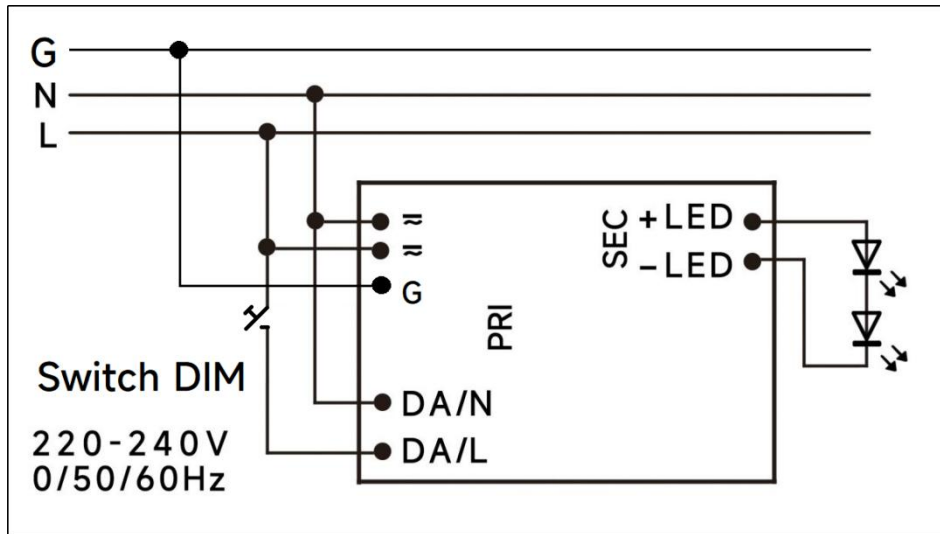 G
N
L
≂
+LED
≂
SEC
−LED
G
PRI
Switch DIM
DA/N
220-240V
DA/L
0/50/60Hz